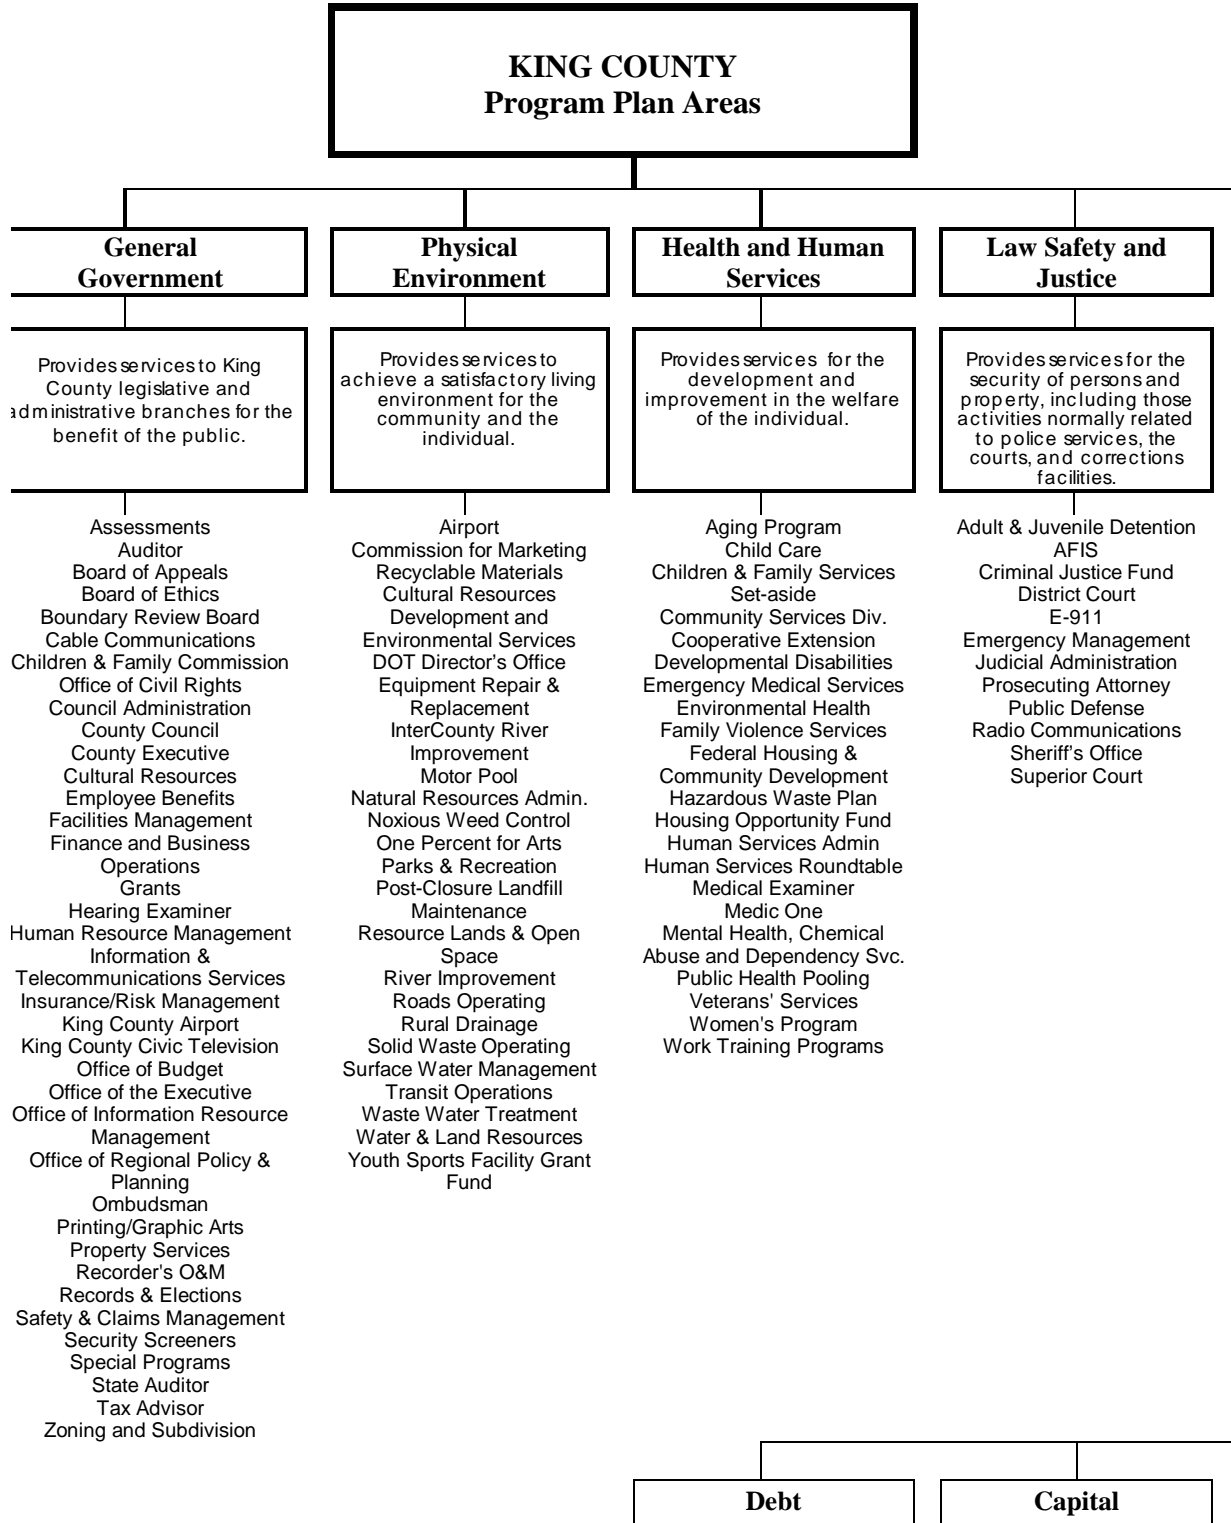 KING COUNTY
Program Plan Areas
General
Government
Provides services to King
County legislative and
administrative branches for the
benefit of the public.
Assessments
Auditor
Board of Appeals
Board of Ethics
Boundary Review Board
Cable Communications
Children & Family Commission
Office of Civil Rights
Council Administration
County Council
County Executive
Cultural Resources
Employee Benefits
Facilities Management
Finance and Business
Operations
Grants
Hearing Examiner
Human Resource Management
Information &
Telecommunications Services
Insurance/Risk Management
King County Airport
King County Civic Television
Office of Budget
Office of the Executive
Office of Information Resource
Management
Office of Regional Policy &
Planning
Ombudsman
Printing/Graphic Arts
Property Services
Recorder's O&M
Records & Elections
Safety & Claims Management
Security Screeners
Special Programs
State Auditor
Tax Advisor
Zoning and Subdivision
Physical
Environment
Provides services to
achieve a satisfactory living
environment for the
community and the
individual.
Airport
Commission for Marketing
Recyclable Materials
Cultural Resources
Development and
Environmental Services
DOT Director's Office
Equipment Repair &
Replacement
InterCounty River
Improvement
Motor Pool
Natural Resources Admin.
Noxious Weed Control
One Percent for Arts
Parks & Recreation
Post-Closure Landfill
Maintenance
Resource Lands & Open
Space
River Improvement
Roads Operating
Rural Drainage
Solid Waste Operating
Surface Water Management
Transit Operations
Waste Water Treatment
Water & Land Resources
Youth Sports Facility Grant
Fund
Health and Human
Services
Provides services for the
development and
improvement in the welfare
of the individual.
Aging Program
Child Care
Children & Family Services
Set-aside
Community Services Div.
Cooperative Extension
Developmental Disabilities
Emergency Medical Services
Environmental Health
Family Violence Services
Federal Housing &
Community Development
Hazardous Waste Plan
Housing Opportunity Fund
Human Services Admin
Human Services Roundtable
Medical Examiner
Medic One
Mental Health, Chemical
Abuse and Dependency Svc.
Public Health Pooling
Veterans' Services
Women's Program
Work Training Programs
Law Safety and
Justice
Provides services for the
security of persons and
property, including those
activities normally related
to police services, the
courts, and corrections
facilities.
Adult & Juvenile Detention
AFIS
Criminal Justice Fund
District Court
E-911
Emergency Management
Judicial Administration
Prosecuting Attorney
Public Defense
Radio Communications
Sheriff's Office
Superior Court
Debt
Capital